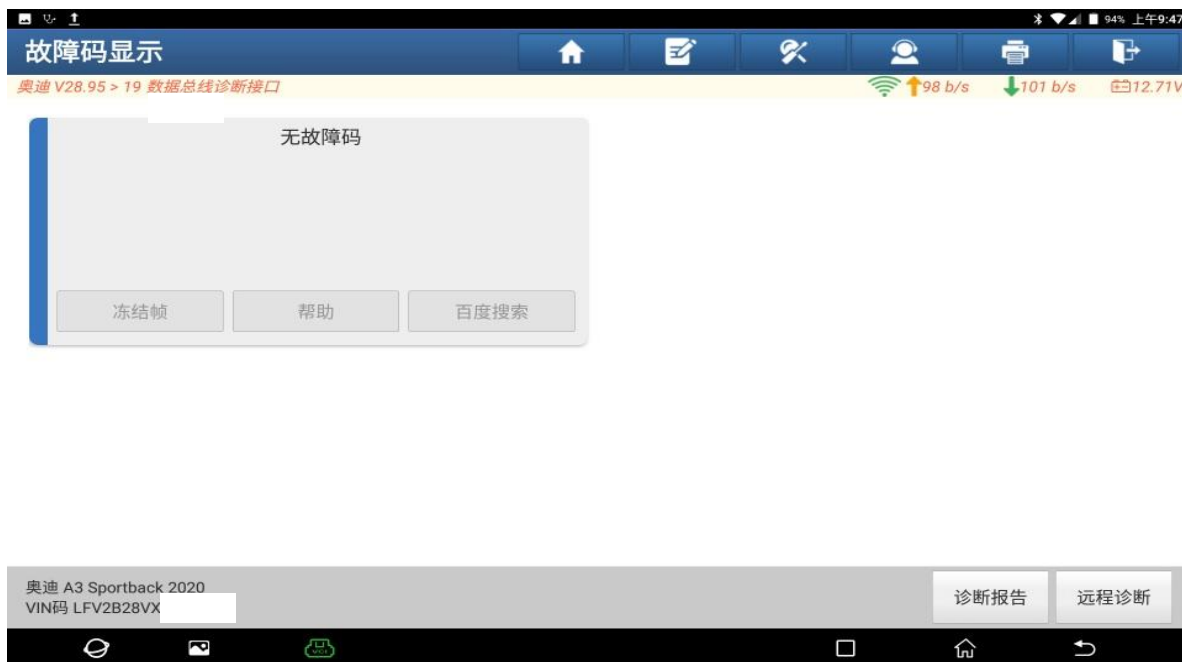 94% 上午9:47
故障码显示
奥迪 V28.95 > 19 数据总线诊断接口
98 b/s 101 b/s 12.71V
无故障码
冻结帧 帮助 百度搜索
奥迪 A3 Sportback 2020
VIN码 LFV2B28VX
诊断报告 远程诊断
VCI